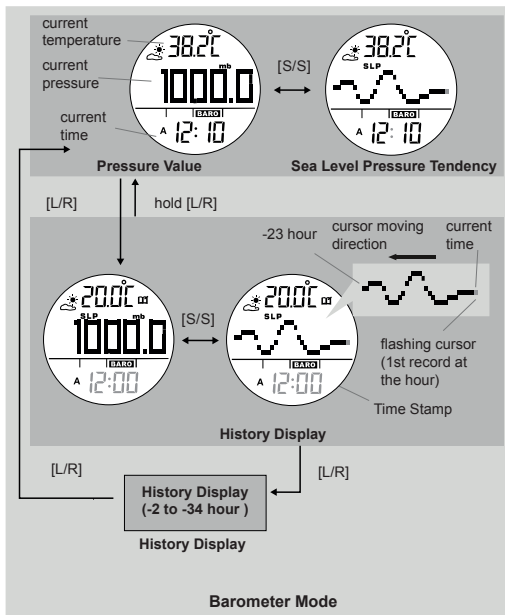 current
temperature
38.2°C
current
pressure
mb
1000.0
BARO
current
time
A 12:10
Pressure Value
[S/S]
38.2°C
SLP
BARO
A 12:10
Sea Level Pressure Tendency
[L/R]
hold [L/R]
-23 hour
cursor moving
direction
current
time
20.0°C
SLP
mb
1000.0
BARO
A 12:00
[S/S]
20.0°C
SLP
BARO
A 12:00
flashing cursor
(1st record at
the hour)
Time Stamp
History Display
[L/R]
[L/R]
History Display
(-2 to -34 hour )
History Display
Barometer Mode